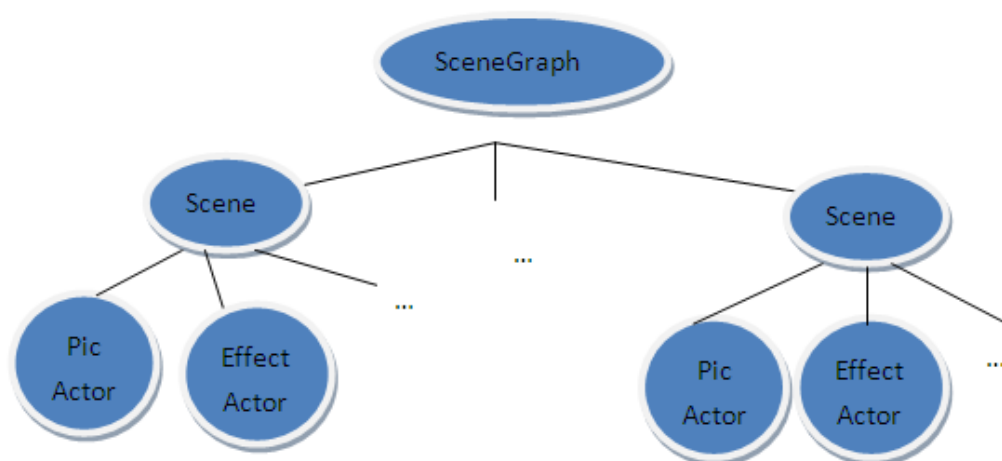 SceneGraph
Scene
Scene
...
...
Pic
Actor
Effect
Actor
Pic
Actor
Effect
Actor
...